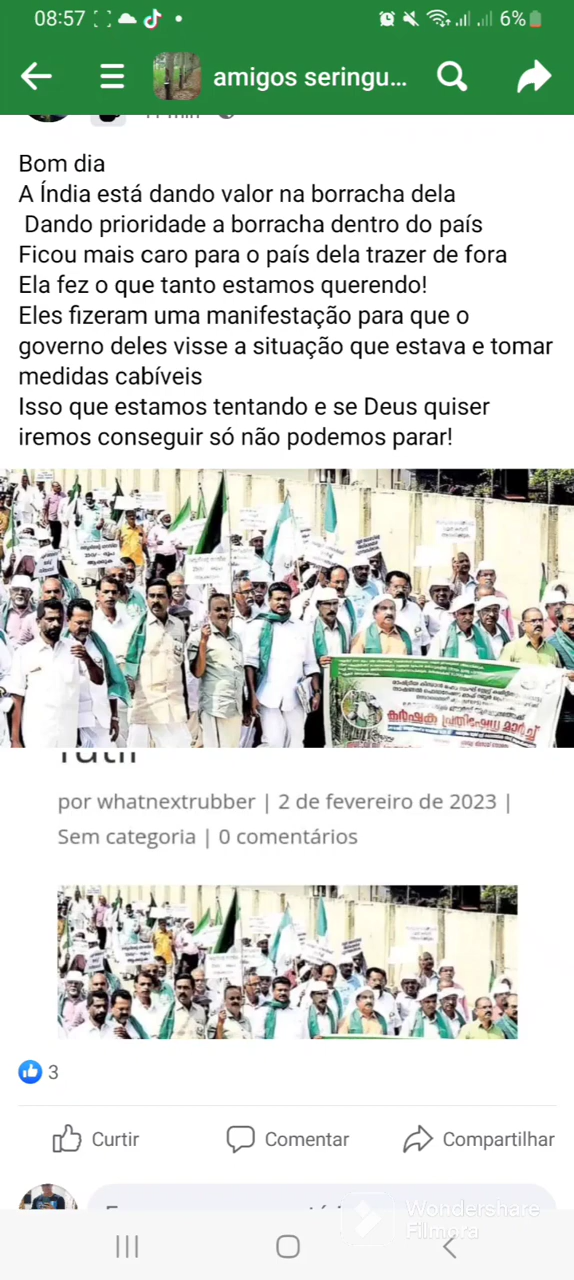 08:57
6%
amigos seringu...
Bom dia
A Índia está dando valor na borracha dela
Dando prioridade a borracha dentro do país
Ficou mais caro para o país dela trazer de fora
Ela fez o que tanto estamos querendo!
Eles fizeram uma manifestação para que o
governo deles visse a situação que estava e tomar
medidas cabíveis
Isso que estamos tentando e se Deus quiser
iremos conseguir só não podemos parar!
കർഷക പ്രതിഷേധ മാർച്ച്
por whatnextrubber | 2 de fevereiro de 2023 |
Sem categoria | 0 comentários
3
Curtir
Comentar
Compartilhar
Wondershare
Filmora